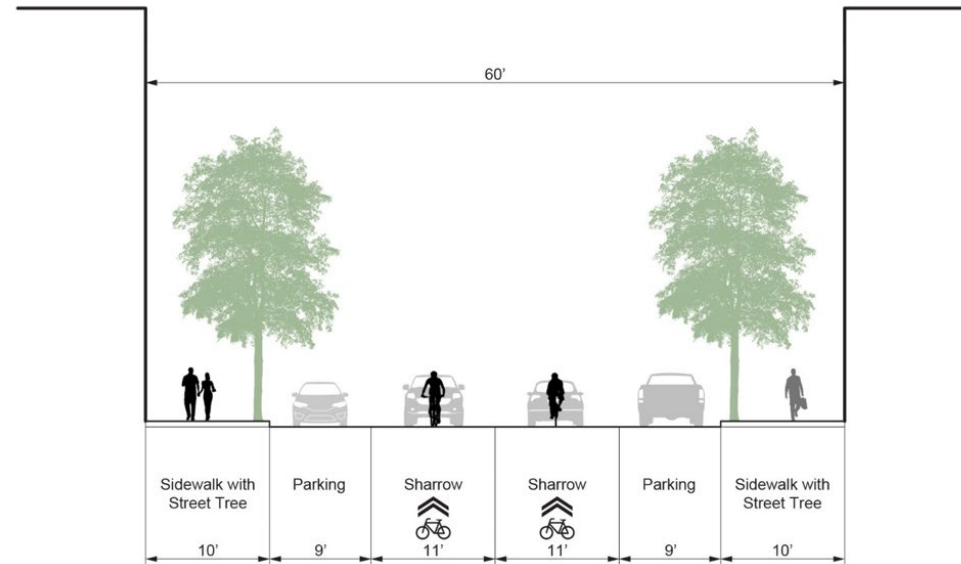 60'
Sidewalk with
Street Tree
Parking
Sharrow
Sharrow
Parking
Sidewalk with
Street Tree
10'
9'
11'
11'
9'
10'